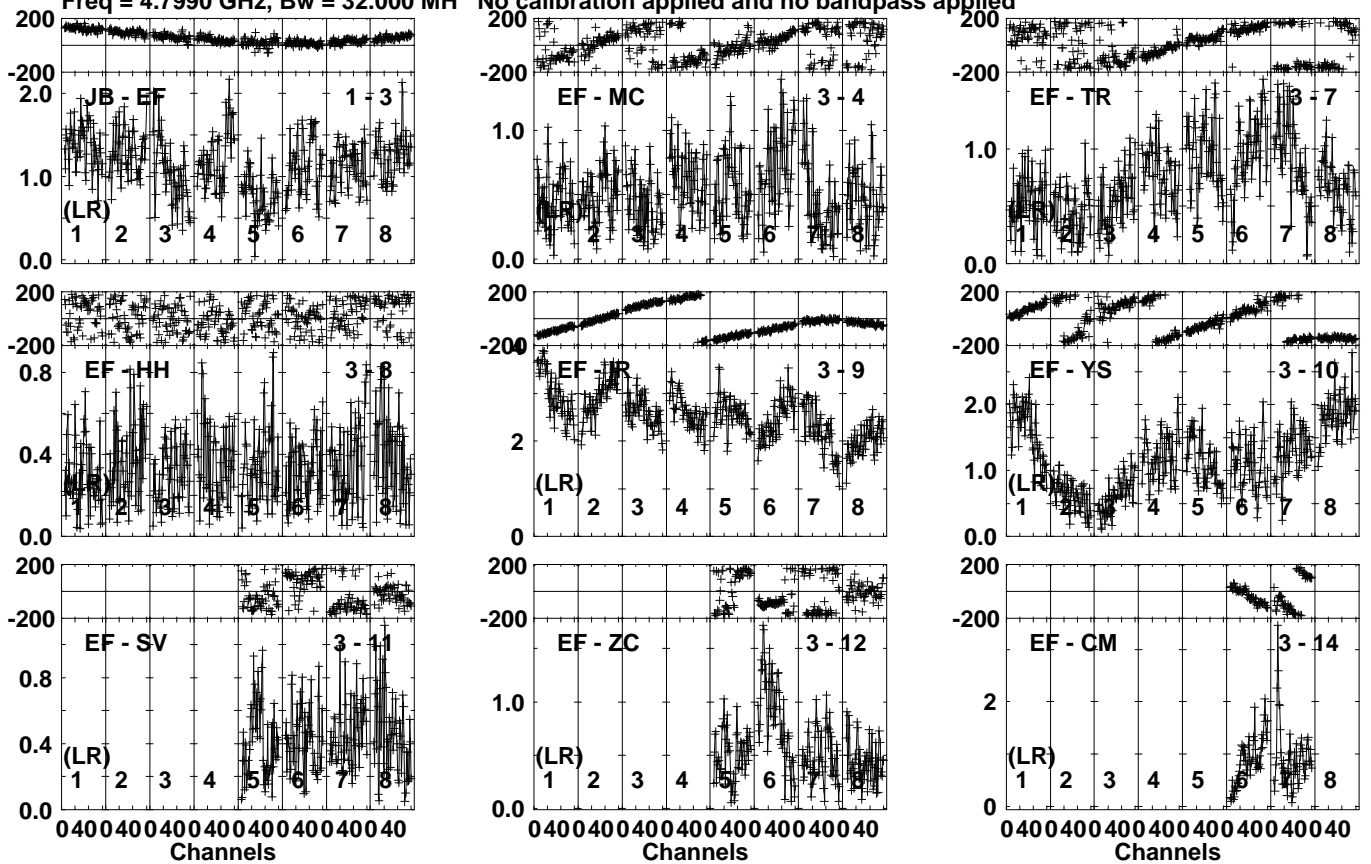 Freq = 4.7990 GHz, Bw = 32.000 MH No calibration applied and no bandpass applied
200 200 200
-200 -200 -200
JB - EF 1 - 3 EF - MC 3 - 4 EF - TR 3 - 7
2.0
1.0 1.0 1.0
(LR) (LR) (LR)
1 2 3 4 5 6 7 8 1 2 3 4 5 6 7 8 1 2 3 4 5 6 7 8
0.0 0.0 0.0
200 200 200
-200 -200 -200
4
EF - HH 3 - 8 EF - IR 3 - 9 EF - YS 3 - 10
0.8 2.0
0.4 2 1.0
(LR) (LR) (LR)
1 2 3 4 5 6 7 8 1 2 3 4 5 6 7 8 1 2 3 4 5 6 7 8
0.0 0 0.0
200 200 200
-200 -200 -200
EF - SV 3 - 11 EF - ZC 3 - 12 EF - CM 3 - 14
0.8 1.0 2
0.4
(LR) (LR) (LR)
1 2 3 4 5 6 7 8 1 2 3 4 5 6 7 8 1 2 3 4 5 6 7 8
0.0 0.0 0
0 40 0 40 0 40 0 40 0 40 0 40 0 40 0 40 0 40 0 40 0 40 0 40 0 40 0 40 0 40 0 40 0 40 0 40 0 40 0 40 0 40 0 40 0 40 0 40
Channels Channels Channels